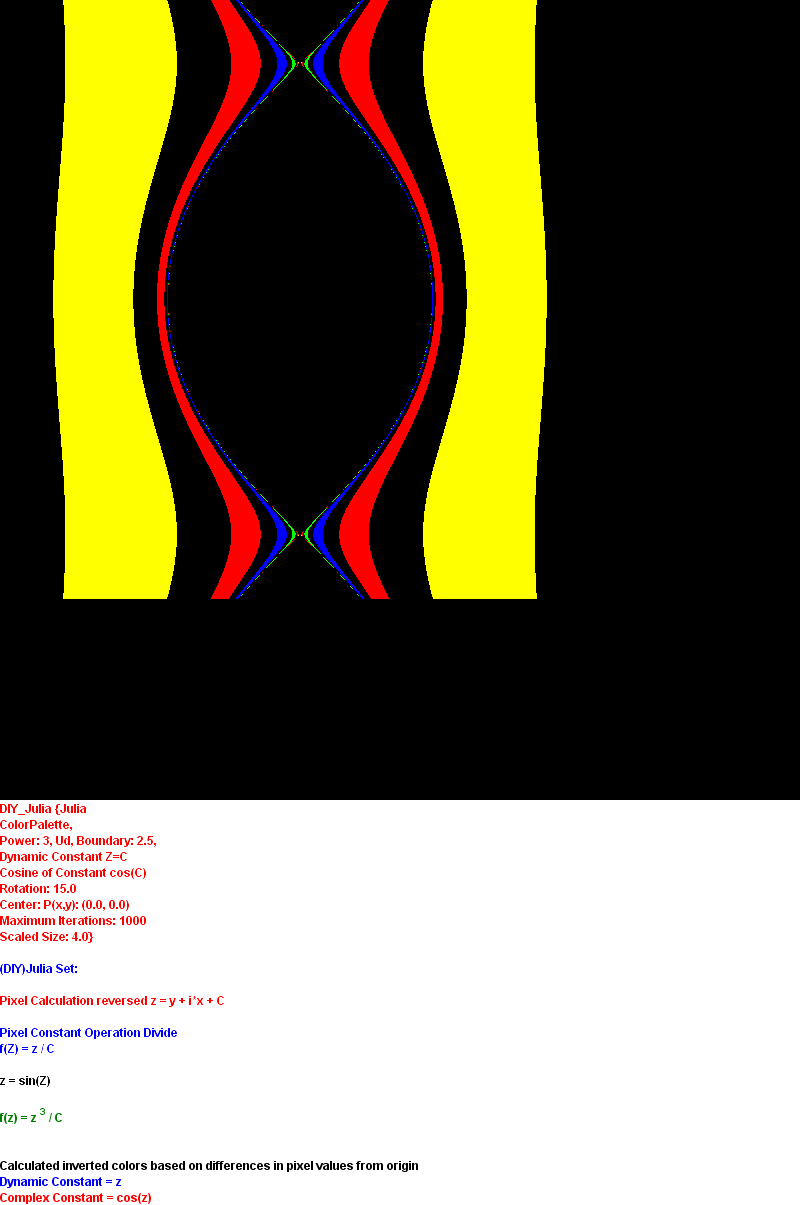 DIY_Julia {Julia
ColorPalette,
Power: 3, Ud, Boundary: 2.5,
Dynamic Constant Z=C
Cosine of Constant cos(C)
Rotation: 15.0
Center: P(x,y): (0.0, 0.0)
Maximum Iterations: 1000
Scaled Size: 4.0}
(DIY)Julia Set:
Pixel Calculation reversed z = y + i*x + C
Pixel Constant Operation Divide
f(Z) = z / C
z = sin(Z)
f(z) = z ³ / C
Calculated inverted colors based on differences in pixel values from origin
Dynamic Constant = z
Complex Constant = cos(z)